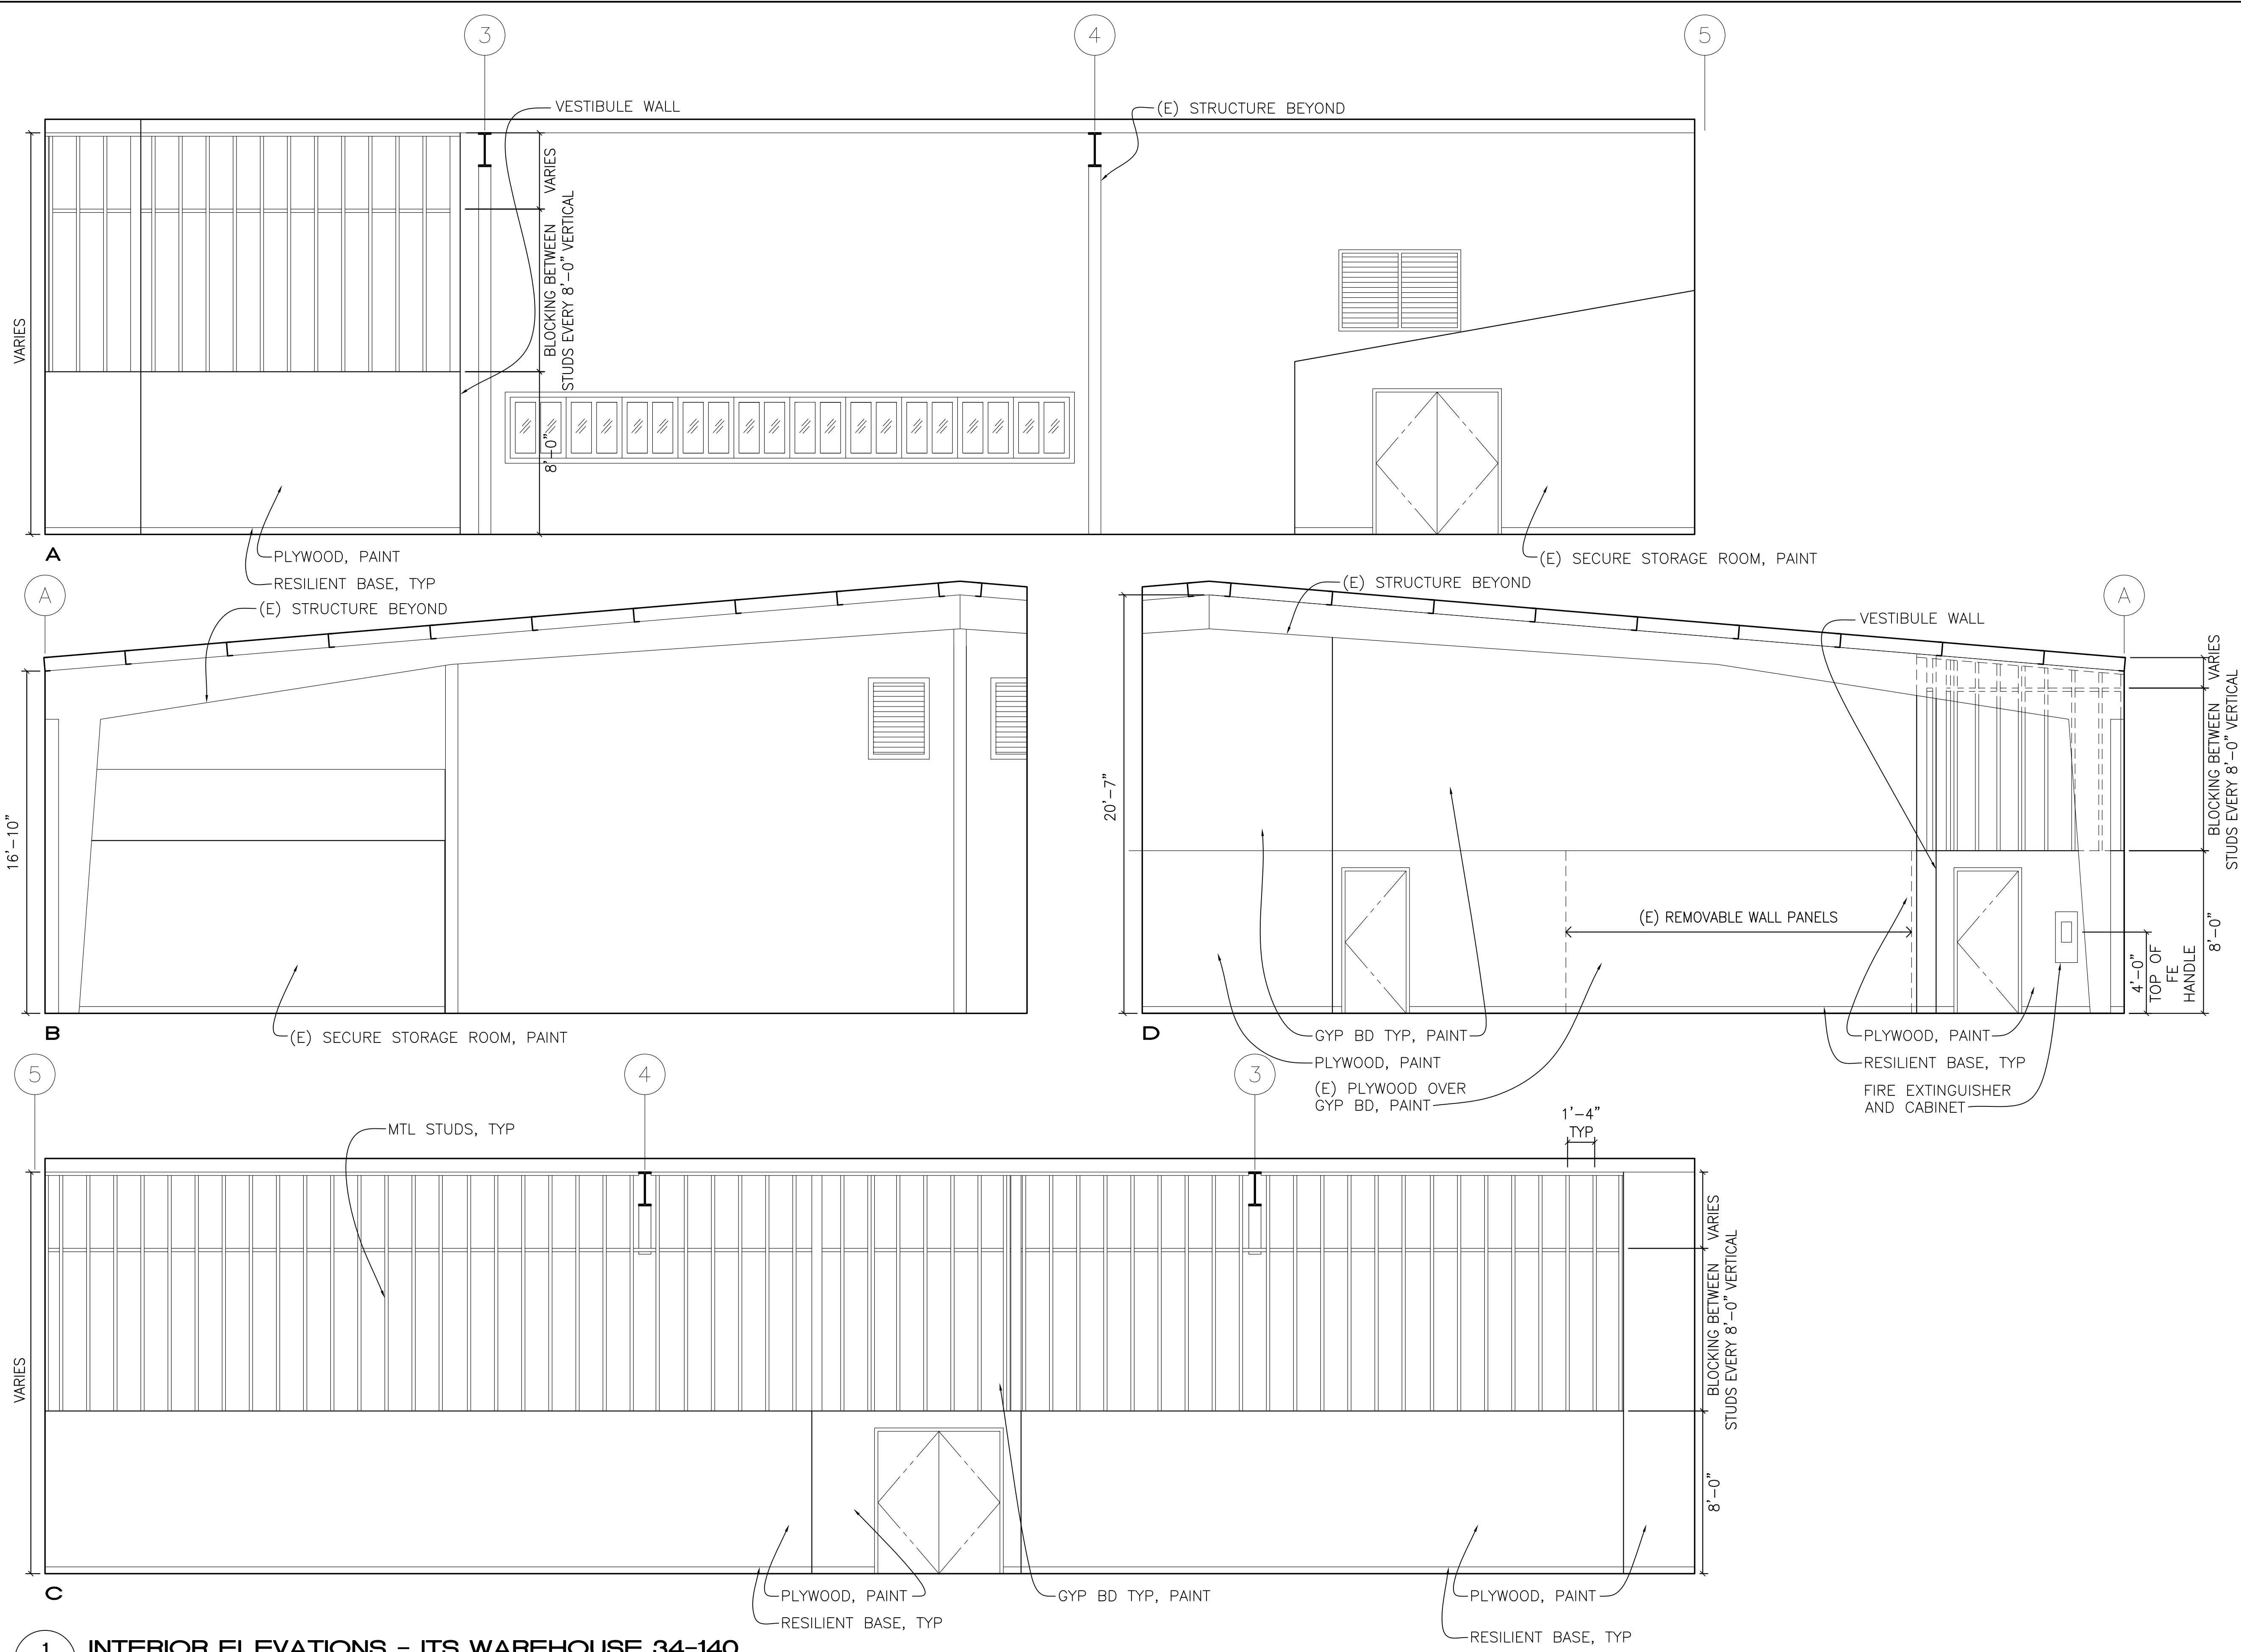 3
4
5
VESTIBULE WALL
(E) STRUCTURE BEYOND
VARIES
VARIES
BLOCKING BETWEEN
STUDS EVERY 8'-0" VERTICAL
8'-0"
A
PLYWOOD, PAINT
RESILIENT BASE, TYP
(E) SECURE STORAGE ROOM, PAINT
A
(E) STRUCTURE BEYOND
16'-10"
B
(E) SECURE STORAGE ROOM, PAINT
(E) STRUCTURE BEYOND
A
VESTIBULE WALL
20'-7"
VARIES
BLOCKING BETWEEN
STUDS EVERY 8'-0" VERTICAL
8'-0"
(E) REMOVABLE WALL PANELS
4'-0"
TOP OF
FE
HANDLE
D
GYP BD TYP, PAINT
PLYWOOD, PAINT
(E) PLYWOOD OVER
GYP BD, PAINT
PLYWOOD, PAINT
RESILIENT BASE, TYP
FIRE EXTINGUISHER
AND CABINET
5
4
3
MTL STUDS, TYP
1'-4"
TYP
VARIES
VARIES
BLOCKING BETWEEN
STUDS EVERY 8'-0" VERTICAL
8'-0"
C
PLYWOOD, PAINT
RESILIENT BASE, TYP
GYP BD TYP, PAINT
PLYWOOD, PAINT
RESILIENT BASE, TYP
1
INTERIOR ELEVATIONS - ITS WAREHOUSE 34-140